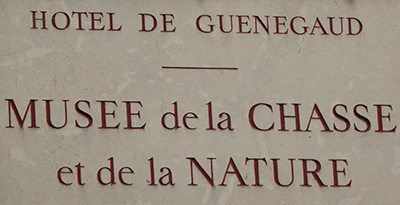 HOTEL DE GUENEGAUD
MUSEE de la CHASSE
et de la NATURE